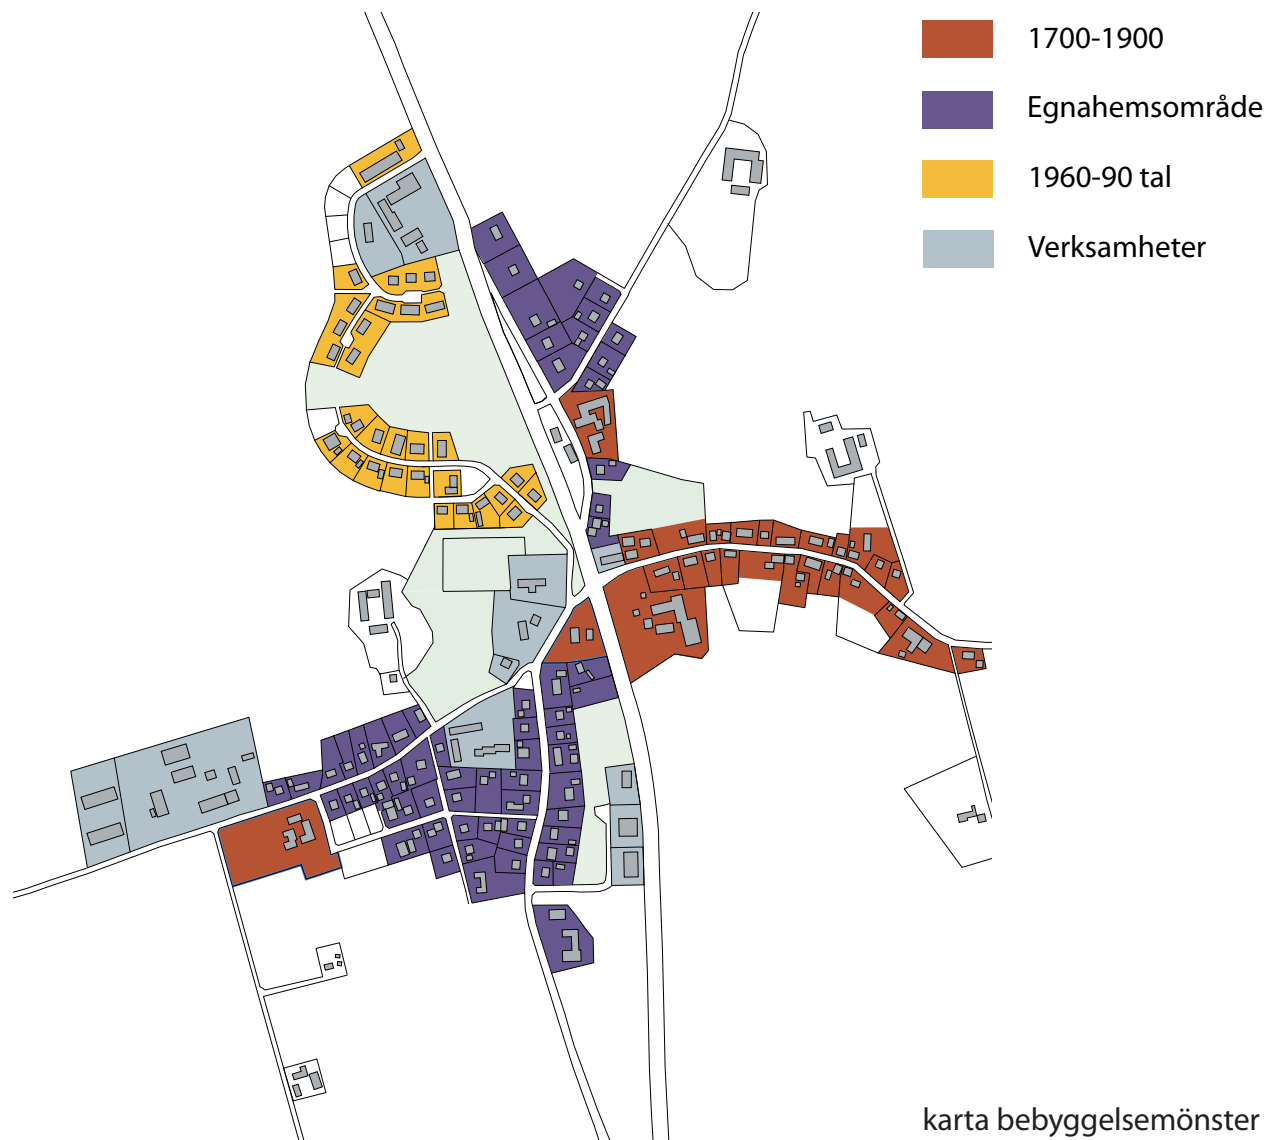 1700-1900
Egnahemsområde
1960-90 tal
Verksamheter
karta bebyggelsemönster